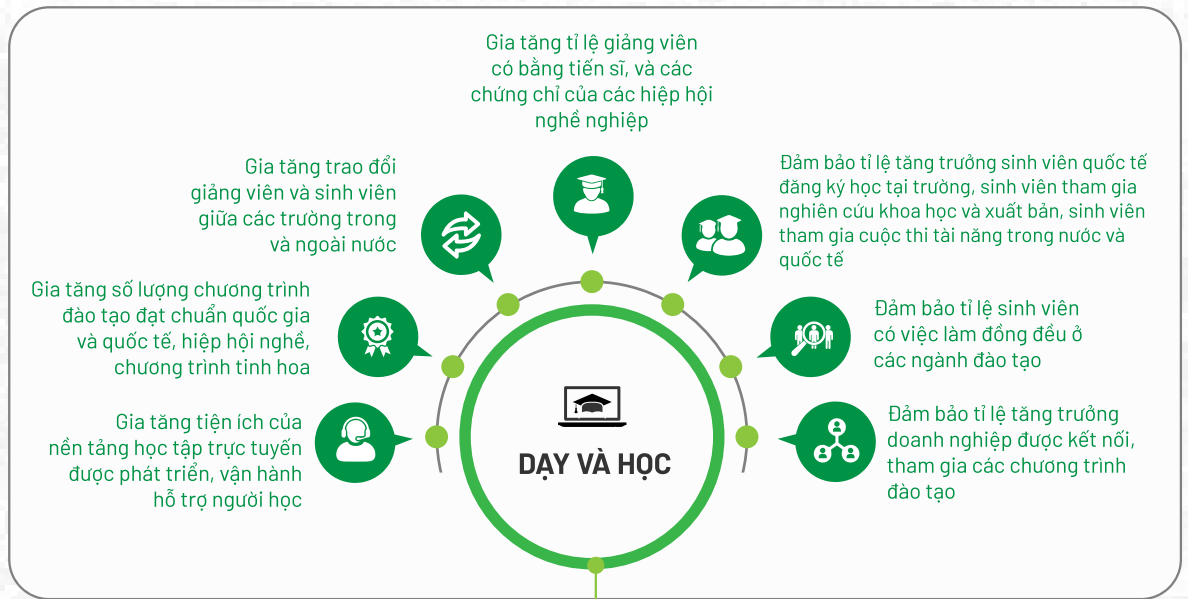 Gia tăng tỉ lệ giảng viên
có bằng tiến sĩ, và các
chứng chỉ của các hiệp hội
nghề nghiệp
Gia tăng trao đổi
giảng viên và sinh viên
giữa các trường trong
và ngoài nước
Đảm bảo tỉ lệ tăng trưởng sinh viên quốc tế
đăng ký học tại trường, sinh viên tham gia
nghiên cứu khoa học và xuất bản, sinh viên
tham gia cuộc thi tài năng trong nước và
quốc tế
Gia tăng số lượng chương trình
đào tạo đạt chuẩn quốc gia
và quốc tế, hiệp hội nghề,
chương trình tinh hoa
Đảm bảo tỉ lệ sinh viên
có việc làm đồng đều ở
các ngành đào tạo
Gia tăng tiện ích của
nền tảng học tập trực tuyến
được phát triển, vận hành
hỗ trợ người học
Đảm bảo tỉ lệ tăng trưởng
doanh nghiệp được kết nối,
tham gia các chương trình
đào tạo
DẠY VÀ HỌC